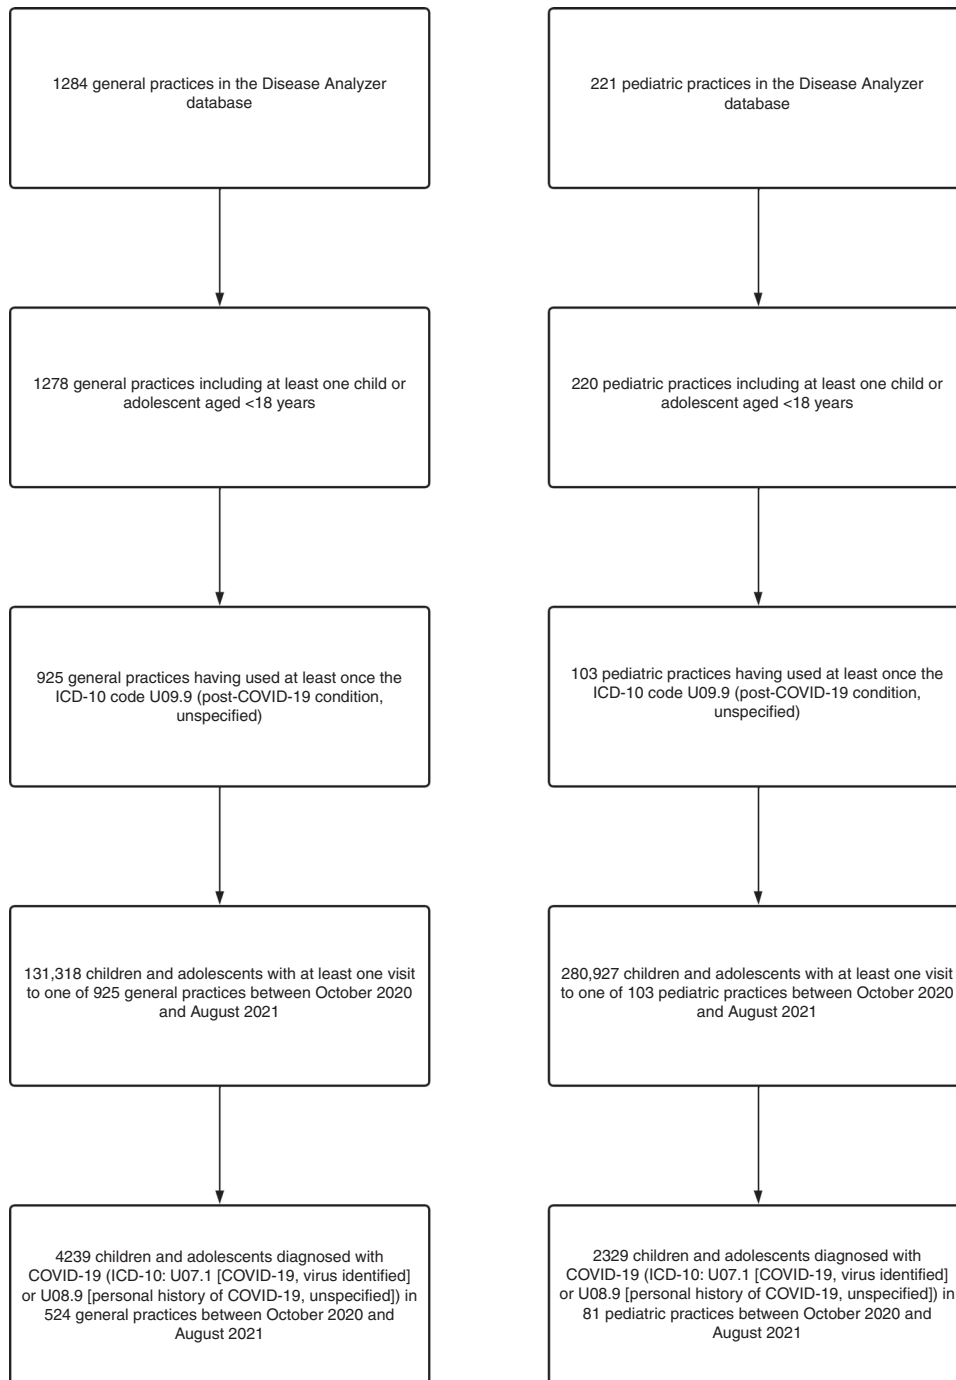 1284 general practices in the Disease Analyzer
database
221 pediatric practices in the Disease Analyzer
database
1278 general practices including at least one child or
adolescent aged <18 years
220 pediatric practices including at least one child or
adolescent aged <18 years
925 general practices having used at least once the
ICD-10 code U09.9 (post-COVID-19 condition,
unspecified)
103 pediatric practices having used at least once the
ICD-10 code U09.9 (post-COVID-19 condition,
unspecified)
131,318 children and adolescents with at least one visit
to one of 925 general practices between October 2020
and August 2021
280,927 children and adolescents with at least one visit
to one of 103 pediatric practices between October 2020
and August 2021
4239 children and adolescents diagnosed with
COVID-19 (ICD-10: U07.1 [COVID-19, virus identified]
or U08.9 [personal history of COVID-19, unspecified]) in
524 general practices between October 2020 and
August 2021
2329 children and adolescents diagnosed with
COVID-19 (ICD-10: U07.1 [COVID-19, virus identified]
or U08.9 [personal history of COVID-19, unspecified]) in
81 pediatric practices between October 2020 and
August 2021